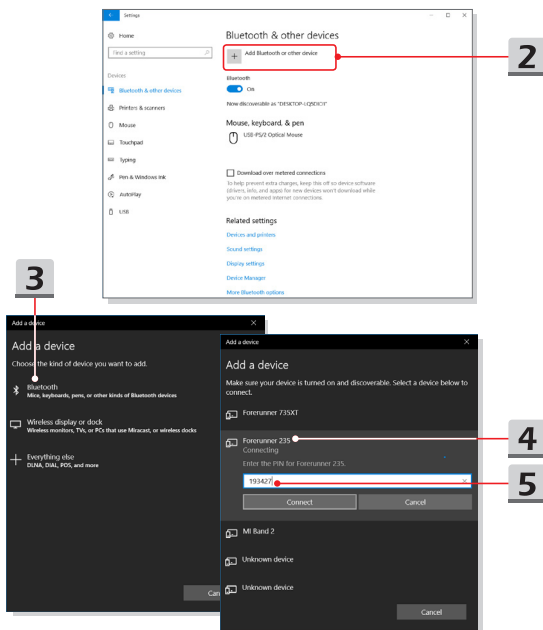 Settings
Home
Find a setting
Devices
Bluetooth & other devices
Printers & scanners
Mouse
Touchpad
Typing
Pen & Windows Ink
AutoPlay
USB
Bluetooth & other devices
Add Bluetooth or other device
Bluetooth
On
Now discoverable as "DESKTOP-LQ5DIC1"
Mouse, keyboard, & pen
USB-PS/2 Optical Mouse
Download over metered connections
To help prevent extra charges, keep this off so device software
(drivers, info, and apps) for new devices won't download while
you're on metered Internet connections.
Related settings
Devices and printers
Sound settings
Display settings
Device Manager
More Bluetooth options
2
3
Add a device
Add a device
Choose the kind of device you want to add.
Bluetooth
Mice, keyboards, pens, or other kinds of Bluetooth devices
Wireless display or dock
Wireless monitors, TVs, or PCs that use Miracast, or wireless docks
Everything else
DLNA, DIAL, POS, and more
Can
Add a device
Add a device
Make sure your device is turned on and discoverable. Select a device below to
connect.
Forerunner 735XT
Forerunner 235
Connecting
Enter the PIN for Forerunner 235.
193427
Connect
Cancel
MI Band 2
Unknown device
Unknown device
Cancel
4
5